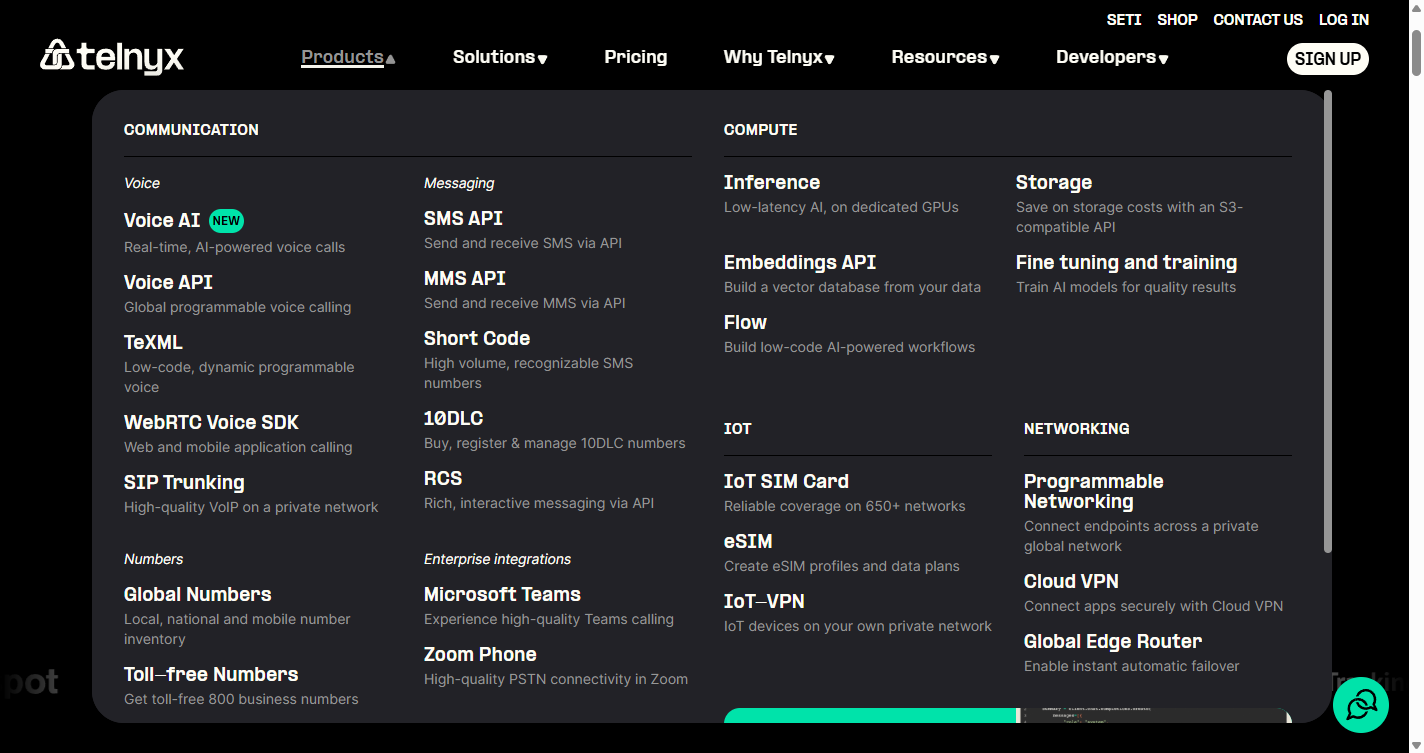 SETI SHOP CONTACT US LOG IN
telnyx
Products Solutions Pricing Why Telnyx Resources Developers SIGN UP
COMMUNICATION
Voice
Voice AI NEW
Real-time, AI-powered voice calls
Voice API
Global programmable voice calling
TeXML
Low-code, dynamic programmable
voice
WebRTC Voice SDK
Web and mobile application calling
SIP Trunking
High-quality VoIP on a private network
Numbers
Global Numbers
Local, national and mobile number
inventory
Toll-free Numbers
Get toll-free 800 business numbers
Messaging
SMS API
Send and receive SMS via API
MMS API
Send and receive MMS via API
Short Code
High volume, recognizable SMS
numbers
10DLC
Buy, register & manage 10DLC numbers
RCS
Rich, interactive messaging via API
Enterprise integrations
Microsoft Teams
Experience high-quality Teams calling
Zoom Phone
High-quality PSTN connectivity in Zoom
COMPUTE
Inference
Low-latency AI, on dedicated GPUs
Embeddings API
Build a vector database from your data
Flow
Build low-code AI-powered workflows
Storage
Save on storage costs with an S3-
compatible API
Fine tuning and training
Train AI models for quality results
IOT
IoT SIM Card
Reliable coverage on 650+ networks
eSIM
Create eSIM profiles and data plans
IoT-VPN
IoT devices on your own private network
NETWORKING
Programmable
Networking
Connect endpoints across a private
global network
Cloud VPN
Connect apps securely with Cloud VPN
Global Edge Router
Enable instant automatic failover
pot